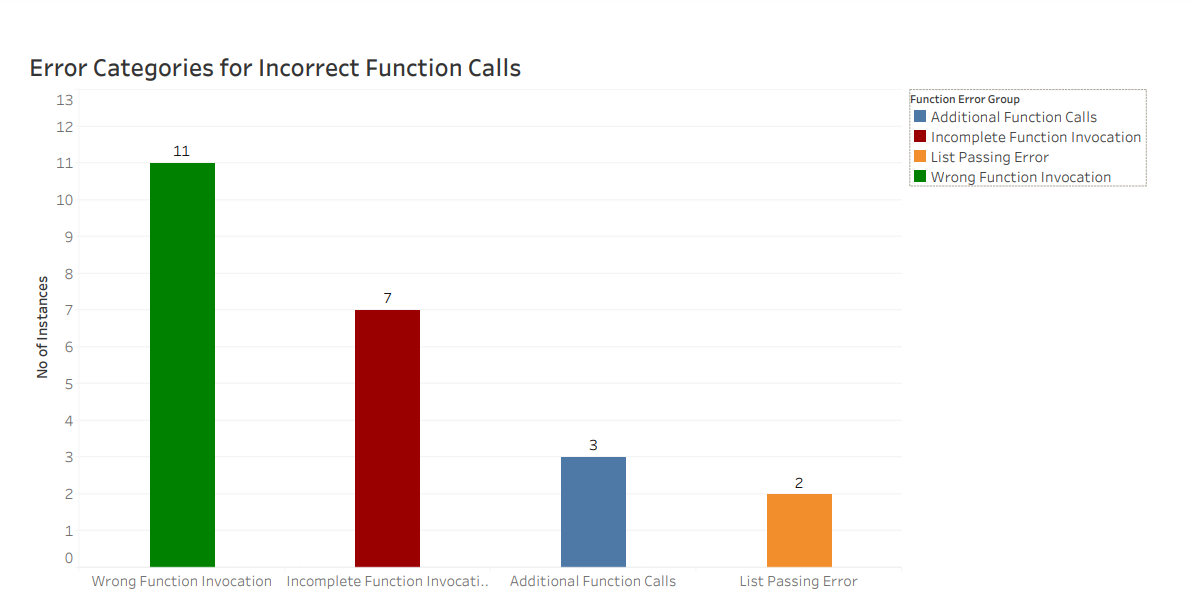 Error Categories for Incorrect Function Calls
13
12
11
10
9
8
7
6
5
4
3
2
1
0
No of Instances
11
7
3
2
Wrong Function Invocation
Incomplete Function Invocati..
Additional Function Calls
List Passing Error
Function Error Group
Additional Function Calls
Incomplete Function Invocation
List Passing Error
Wrong Function Invocation